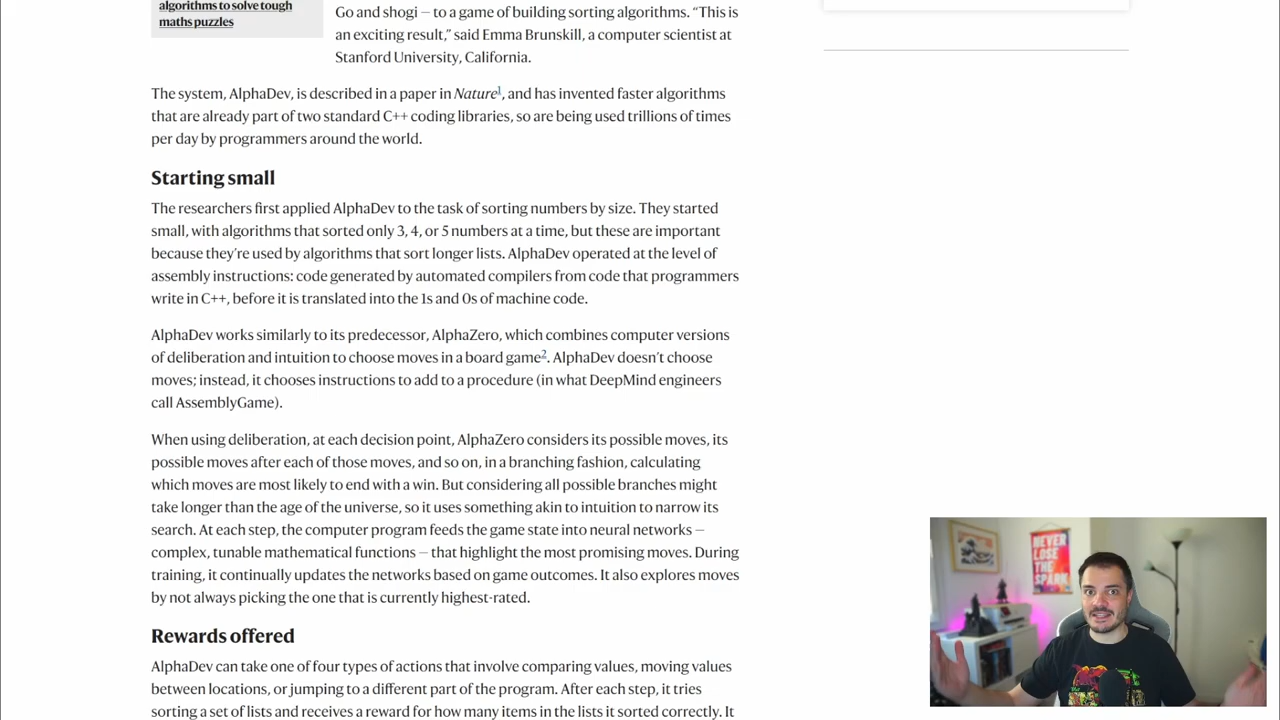 algorithms to solve tough
maths puzzles
Go and shogi — to a game of building sorting algorithms. “This is
an exciting result,” said Emma Brunskill, a computer scientist at
Stanford University, California.
The system, AlphaDev, is described in a paper in Nature1, and has invented faster algorithms
that are already part of two standard C++ coding libraries, so are being used trillions of times
per day by programmers around the world.
Starting small
The researchers first applied AlphaDev to the task of sorting numbers by size. They started
small, with algorithms that sorted only 3, 4, or 5 numbers at a time, but these are important
because they’re used by algorithms that sort longer lists. AlphaDev operated at the level of
assembly instructions: code generated by automated compilers from code that programmers
write in C++, before it is translated into the 1s and 0s of machine code.
AlphaDev works similarly to its predecessor, AlphaZero, which combines computer versions
of deliberation and intuition to choose moves in a board game2. AlphaDev doesn’t choose
moves; instead, it chooses instructions to add to a procedure (in what DeepMind engineers
call AssemblyGame).
When using deliberation, at each decision point, AlphaZero considers its possible moves, its
possible moves after each of those moves, and so on, in a branching fashion, calculating
which moves are most likely to end with a win. But considering all possible branches might
take longer than the age of the universe, so it uses something akin to intuition to narrow its
search. At each step, the computer program feeds the game state into neural networks —
complex, tunable mathematical functions — that highlight the most promising moves. During
training, it continually updates the networks based on game outcomes. It also explores moves
by not always picking the one that is currently highest-rated.
Rewards offered
AlphaDev can take one of four types of actions that involve comparing values, moving values
between locations, or jumping to a different part of the program. After each step, it tries
sorting a set of lists and receives a reward for how many items in the lists it sorted correctly. It
NEVER
LOSE
THE
SPARK